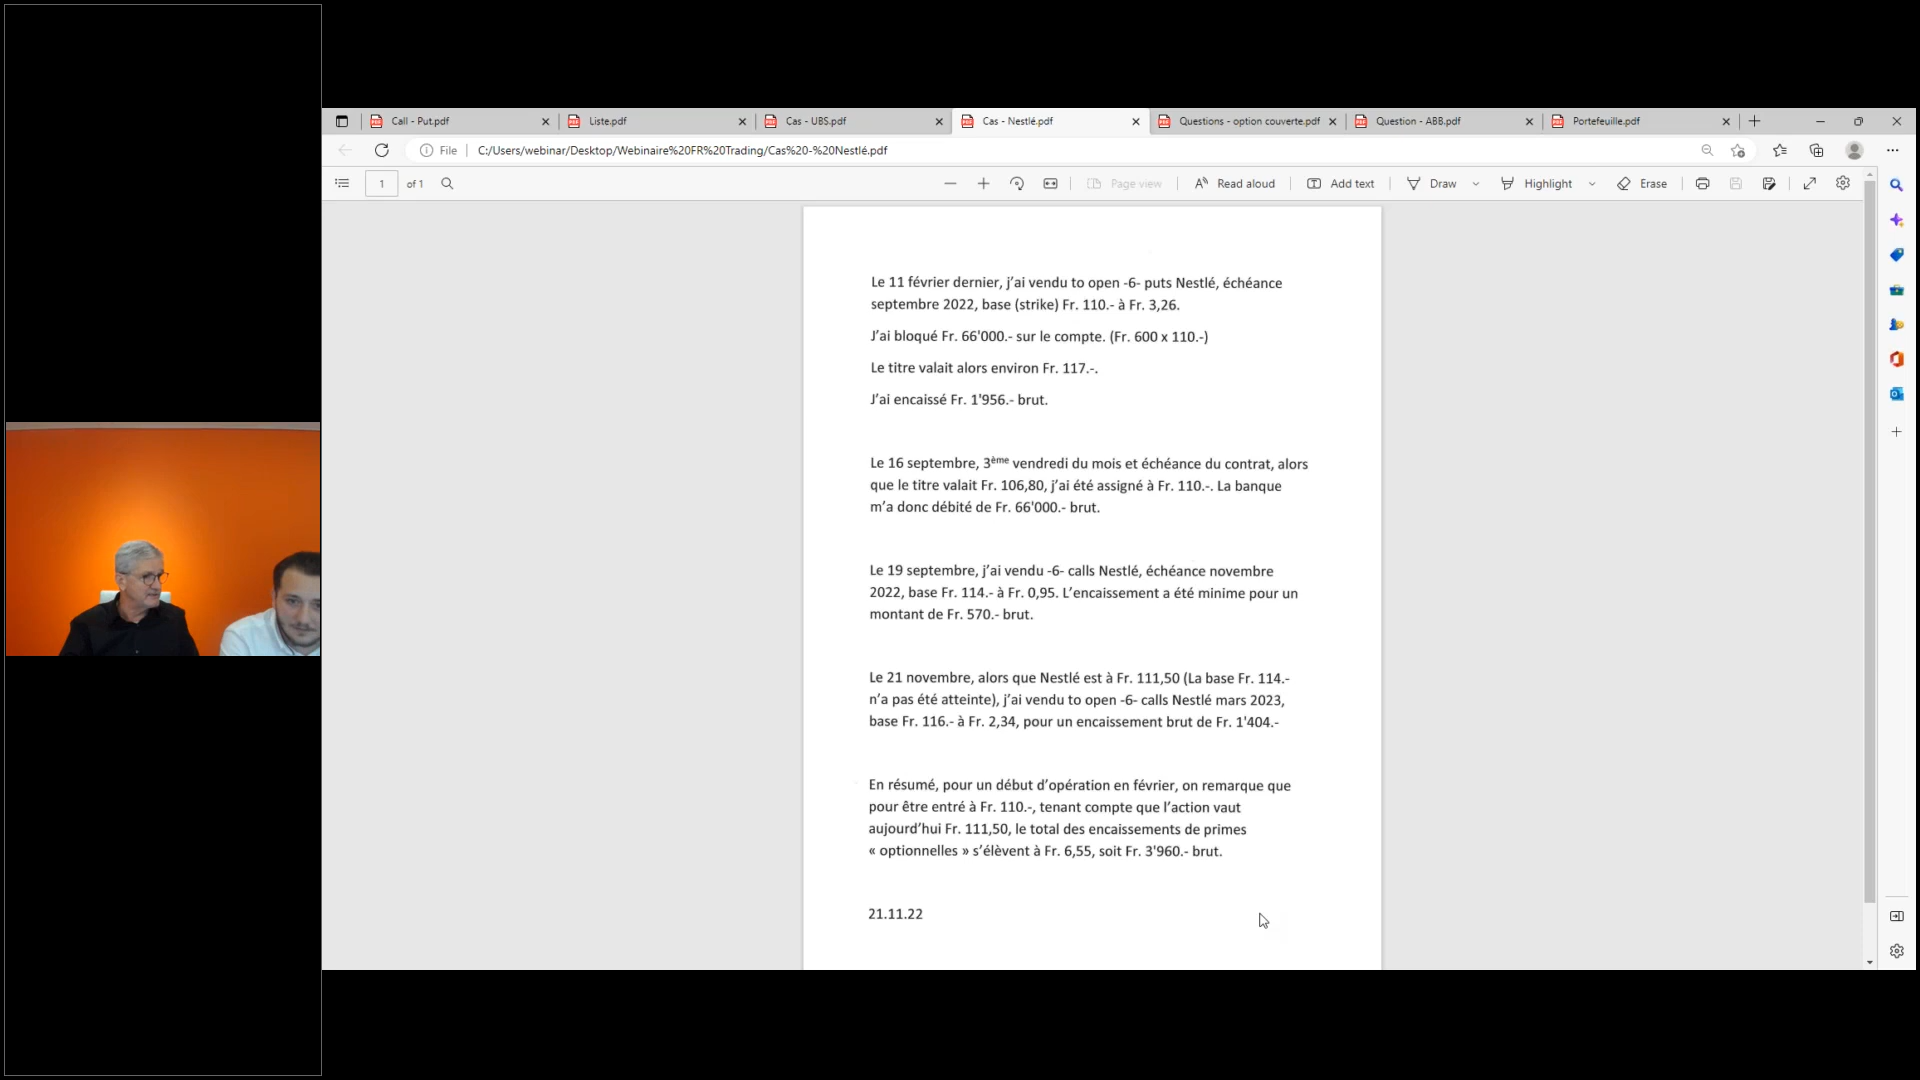 Call - Put.pdf
Liste.pdf
Cas - UBS.pdf
Cas - Nestlé.pdf
Questions - option couverte.pdf
Question - ABB.pdf
Portefeuille.pdf
File
C:/Users/webinar/Desktop/Webinaire%20FR%20Trading/Cas%20-%20Nestlé.pdf
1 of 1
Page view
Read aloud
Add text
Draw
Highlight
Erase
Le 11 février dernier, j'ai vendu to open -6- puts Nestlé, échéance
septembre 2022, base (strike) Fr. 110.- à Fr. 3,26.
J'ai bloqué Fr. 66'000.- sur le compte. (Fr. 600 x 110.-)
Le titre valait alors environ Fr. 117.-.
J'ai encaissé Fr. 1'956.- brut.
Le 16 septembre, 3ème vendredi du mois et échéance du contrat, alors
que le titre valait Fr. 106,80, j'ai été assigné à Fr. 110.-. La banque
m'a donc débité de Fr. 66'000.- brut.
Le 19 septembre, j'ai vendu -6- calls Nestlé, échéance novembre
2022, base Fr. 114.- à Fr. 0,95. L'encaissement a été minime pour un
montant de Fr. 570.- brut.
Le 21 novembre, alors que Nestlé est à Fr. 111,50 (La base Fr. 114.-
n'a pas été atteinte), j'ai vendu to open -6- calls Nestlé mars 2023,
base Fr. 116.- à Fr. 2,34, pour un encaissement brut de Fr. 1'404.-
En résumé, pour un début d'opération en février, on remarque que
pour être entré à Fr. 110.-, tenant compte que l'action vaut
aujourd'hui Fr. 111,50, le total des encaissements de primes
« optionnelles » s'élèvent à Fr. 6,55, soit Fr. 3'960.- brut.
21.11.22